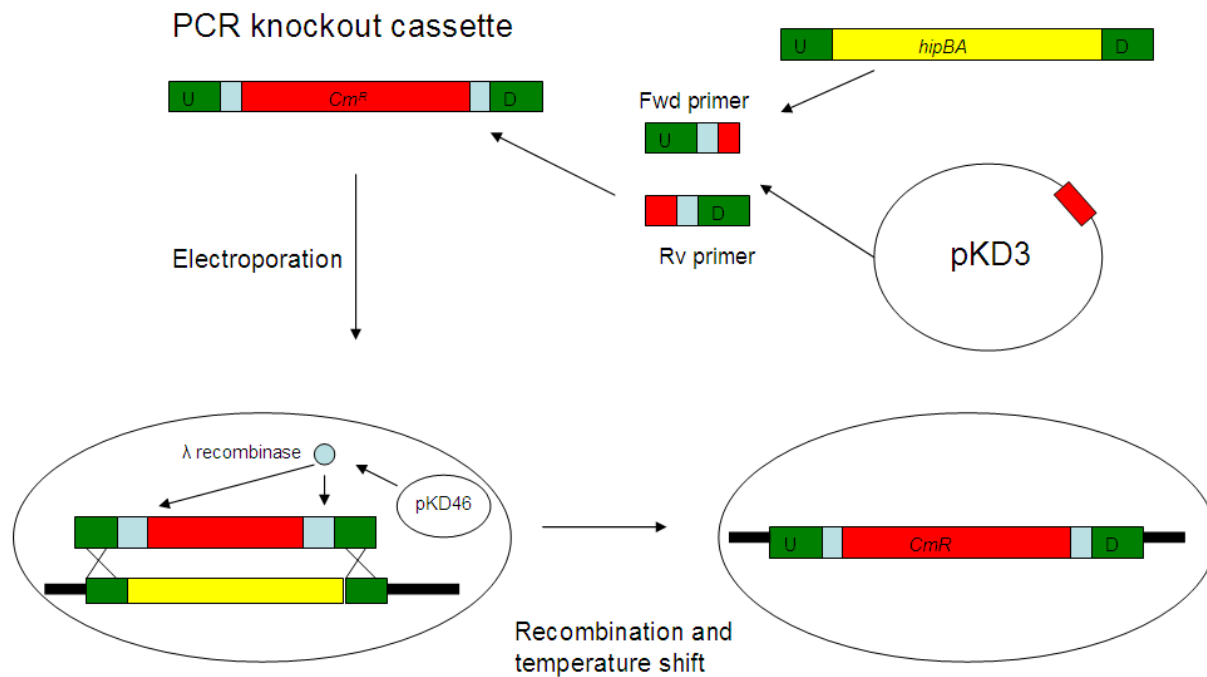 PCR knockout cassette
U hipBA D
U CmR D
Fwd primer
U
D
Rv primer
pKD3
Electroporation
λ recombinase
pKD46
U CmR D
Recombination and
temperature shift